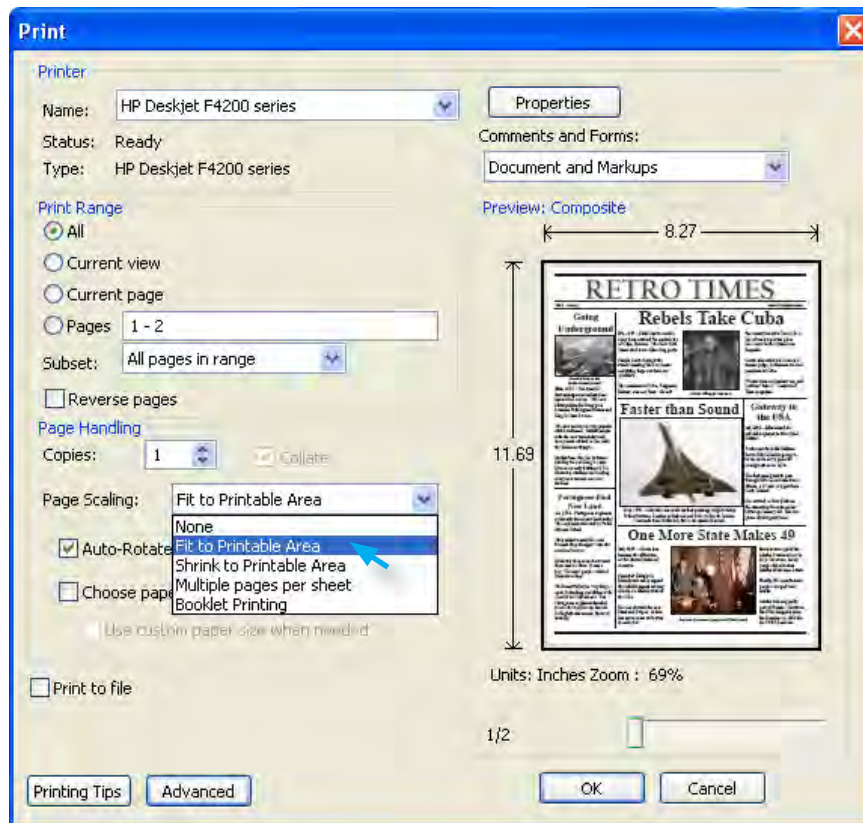 Print
Printer
Name: HP Deskjet F4200 series
Properties
Status: Ready
Comments and Forms:
Type: HP Deskjet F4200 series
Document and Markups
Print Range
Preview: Composite
All
8.27
Current view
Current page
Pages 1 - 2
Subset: All pages in range
Reverse pages
Page Handling
Copies: 1 Collate
11.69
RETRO TIMES
Going
Underground
Rebels Take Cuba
Faster than Sound
Gateway to
the USA
One More State Makes 49
Page Scaling: Fit to Printable Area
None
Auto-Rotate
Fit to Printable Area
Shrink to Printable Area
Choose pape
Multiple pages per sheet
Booklet Printing
Use custom paper size when needed
Print to file
Units: Inches Zoom : 69%
1/2
Printing Tips
Advanced
OK
Cancel